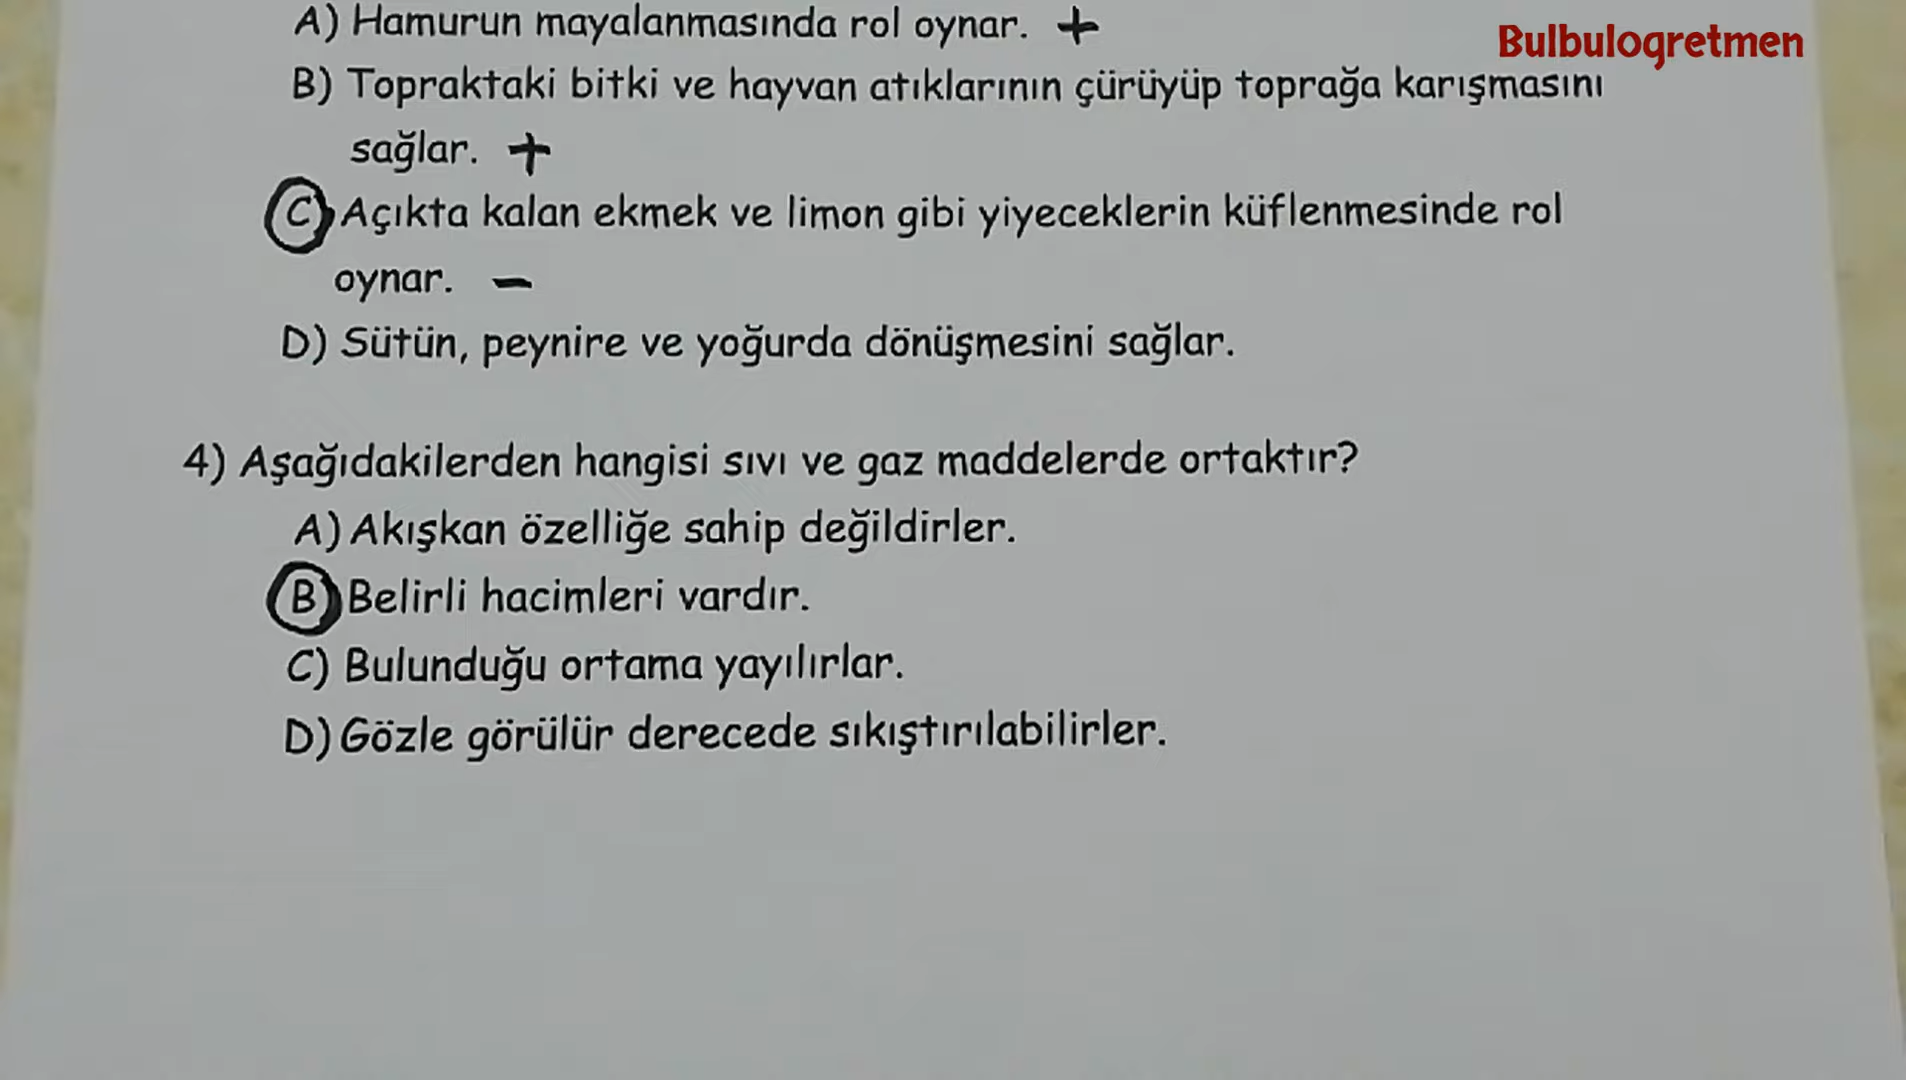 A) Hamurun mayalanmasında rol oynar. +
Bulbulogretmen
B) Topraktaki bitki ve hayvan atıklarının çürüyüp toprağa karışmasını
sağlar. +
C) Açıkta kalan ekmek ve limon gibi yiyeceklerin küflenmesinde rol
oynar. -
D) Sütün, peynire ve yoğurda dönüşmesini sağlar.
4) Aşağıdakilerden hangisi sıvı ve gaz maddelerde ortaktır?
A) Akışkan özelliğe sahip değildirler.
B) Belirli hacimleri vardır.
C) Bulunduğu ortama yayılırlar.
D) Gözle görülür derecede sıkıştırılabilirler.